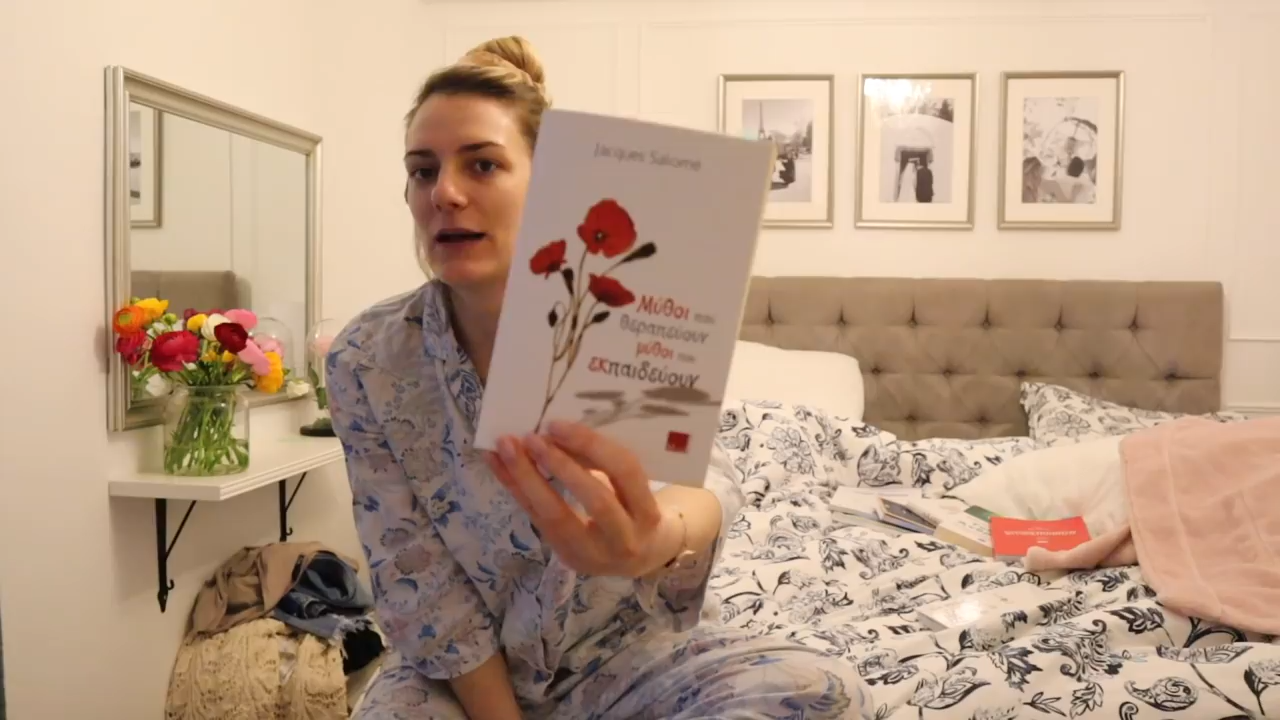 Jacques Salomé
Μύθοι που
θεραπεύουν
μύθοι που
εκπαιδεύουν